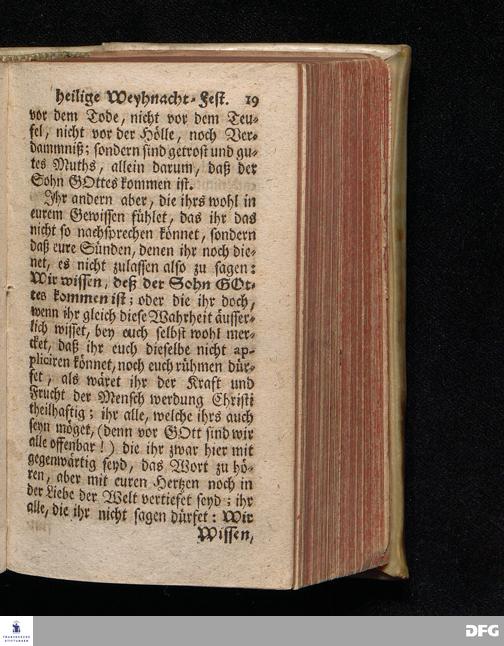 heilige Weyhnacht-Fest. 19
vor dem Tode, nicht vor dem Teu-
fel, nicht vor der Hölle, noch Ver-
dammniß; sondern sind getrost und gu-
tes Muths, allein darum, daß der
Sohn GOttes kommen ist.
Ihr andern aber, die ihrs wohl in
eurem Gewissen fühlet, das ihr das
nicht so nachsprechen könnet, sondern
daß eure Sünden, denen ihr noch die-
net, es nicht zulassen also zu sagen:
Wir wissen, deß der Sohn GOt-
tes kommen ist; oder die ihr doch,
wenn ihr gleich diese Wahrheit äusser-
lich wisset, bey euch selbst wohl mer-
cket, daß ihr euch dieselbe nicht ap-
pliciren könnet, noch euch rühmen dür-
fet, als wäret ihr der Kraft und
Frucht der Mensch werdung Christi
theilhaftig; ihr alle, welche ihrs auch
seyn möget, (denn vor GOtt sind wir
alle offenbar!) die ihr zwar hier mit
gegenwärtig seyd, das Wort zu hö-
ren, aber mit euren Hertzen noch in
der Liebe der Welt vertiefet seyd; ihr
alle, die ihr nicht sagen dürfet: Wir
Wissen,
FRANCKESCHE
STIFTUNGEN
DFG